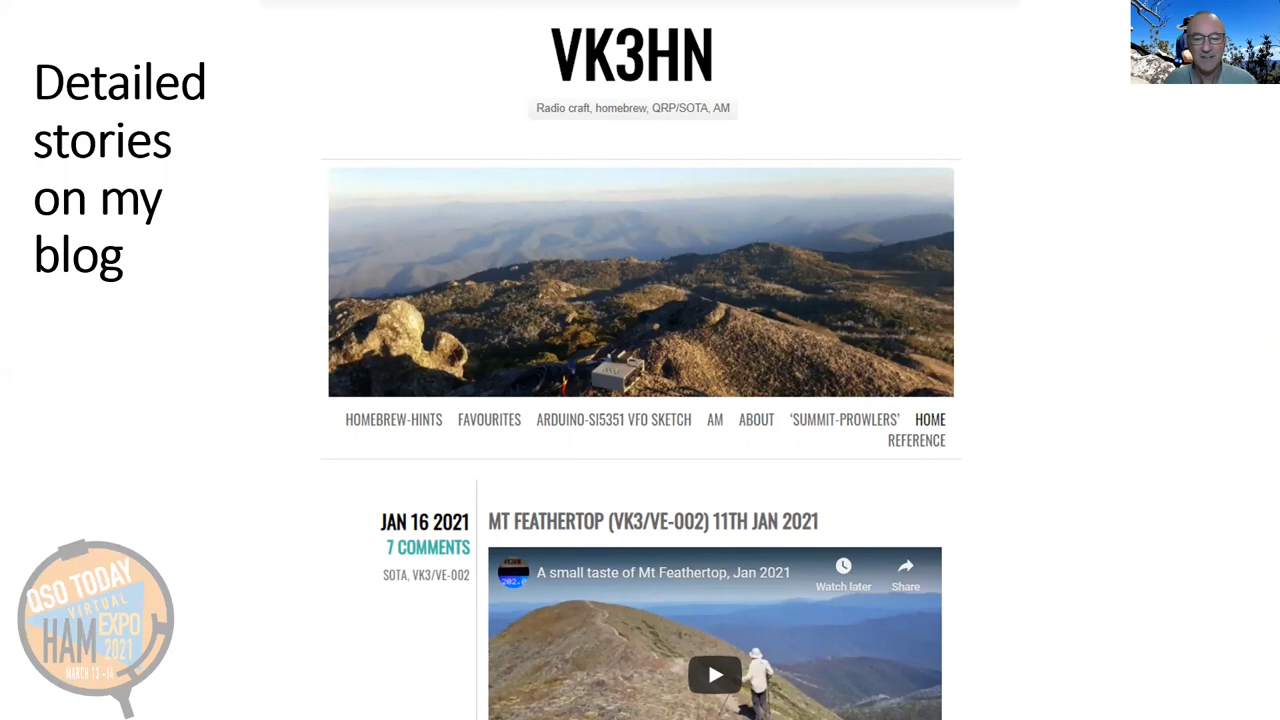 Detailed
stories
on my
blog
VK3HN
Radio craft, homebrew, QRP/SOTA, AM
HOMEBREW-HINTS FAVOURITES ARDUINO-SI5351 VFO SKETCH AM ABOUT ‘SUMMIT-PROWLERS’ HOME
REFERENCE
JAN 16 2021
7 COMMENTS
SOTA, VK3/VE-002
MT FEATHERTOP (VK3/VE-002) 11TH JAN 2021
A small taste of Mt Feathertop, Jan 2021
Watch later
Share
QSO TODAY
VIRTUAL
HAM EXPO
2021